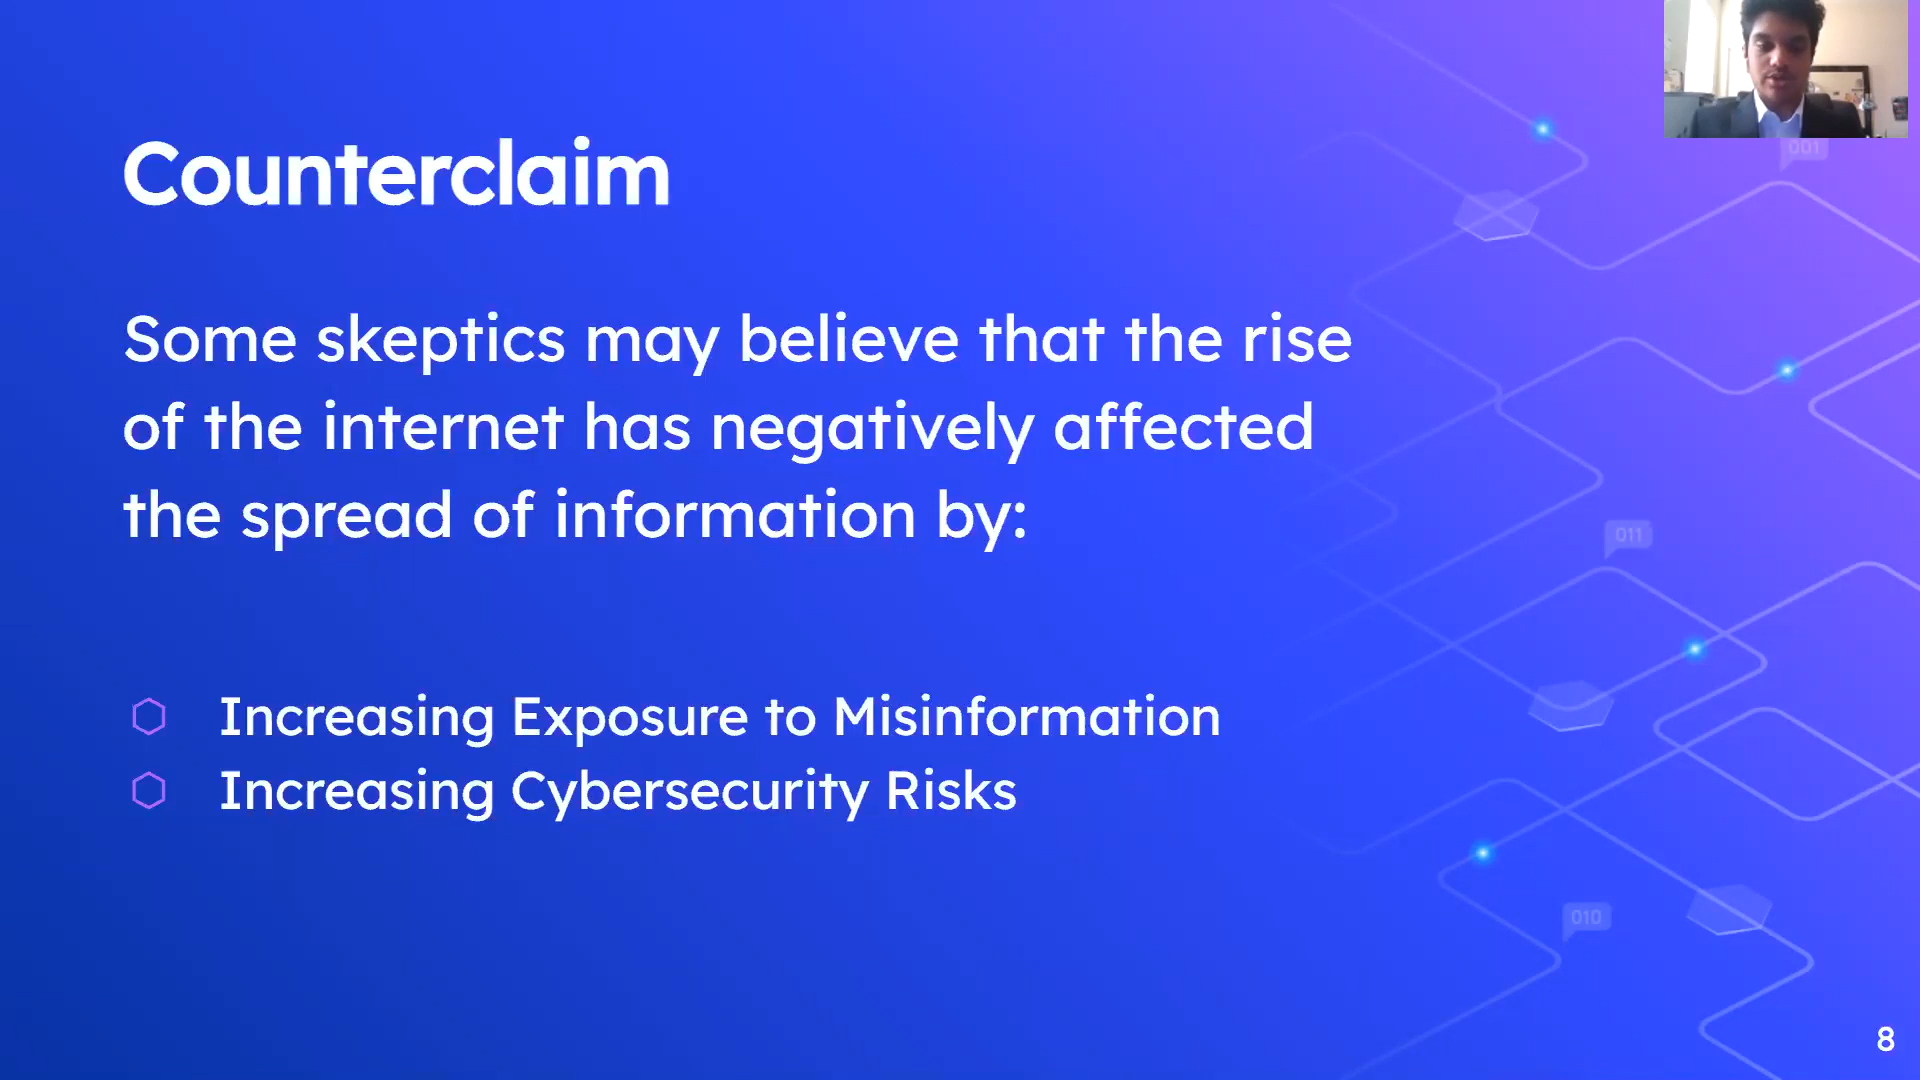 001
Counterclaim
Some skeptics may believe that the rise
of the internet has negatively affected
the spread of information by:
011
Increasing Exposure to Misinformation
Increasing Cybersecurity Risks
010
8